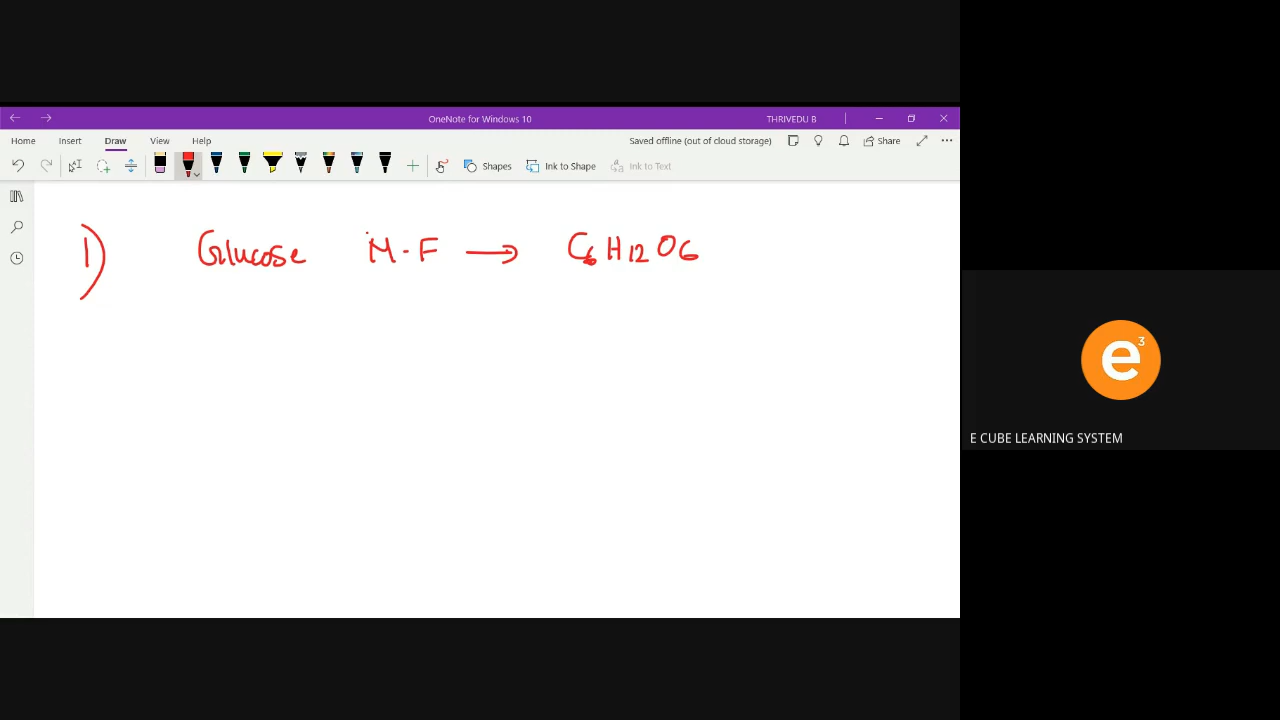 OneNote for Windows 10
THRIVEDU B
Home Insert Draw View Help
Saved offline (out of cloud storage)
Share
Shapes Ink to Shape Ink to Text
1) Glucose M-F → C6H12O6
e3
E CUBE LEARNING SYSTEM